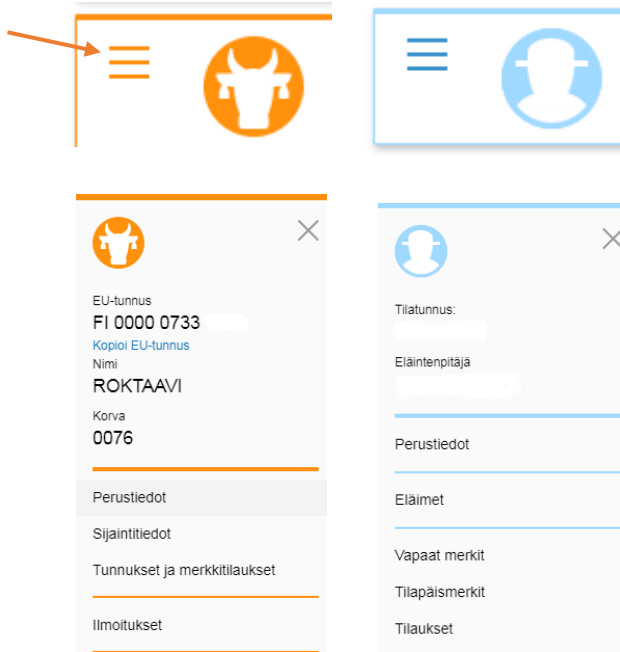 EU-tunnus
FI 0000 0733
Kopioi EU-tunnus
Nimi
ROKTAAVI
Korva
0076
Perustiedot
Sijaintitiedot
Tunnukset ja merkkitilaukset
Ilmoitukset
Tilatunnus:
Eläintenpitäjä
Perustiedot
Eläimet
Vapaat merkit
Tilapäismerkit
Tilaukset